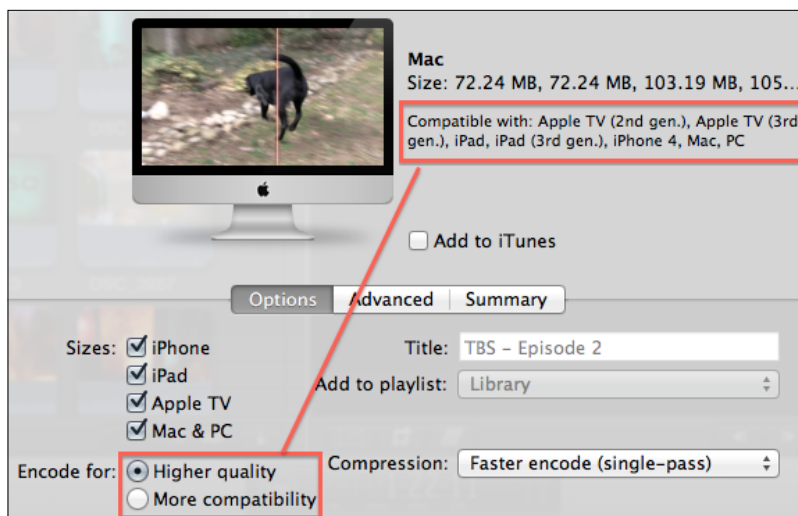 Mac
Size: 72.24 MB, 72.24 MB, 103.19 MB, 105...
Compatible with: Apple TV (2nd gen.), Apple TV (3rd
gen.), iPad, iPad (3rd gen.), iPhone 4, Mac, PC
Add to iTunes
Options Advanced Summary
Sizes: iPhone
iPad
Apple TV
Mac & PC
Title: TBS - Episode 2
Add to playlist: Library
Encode for: Higher quality
More compatibility
Compression: Faster encode (single-pass)